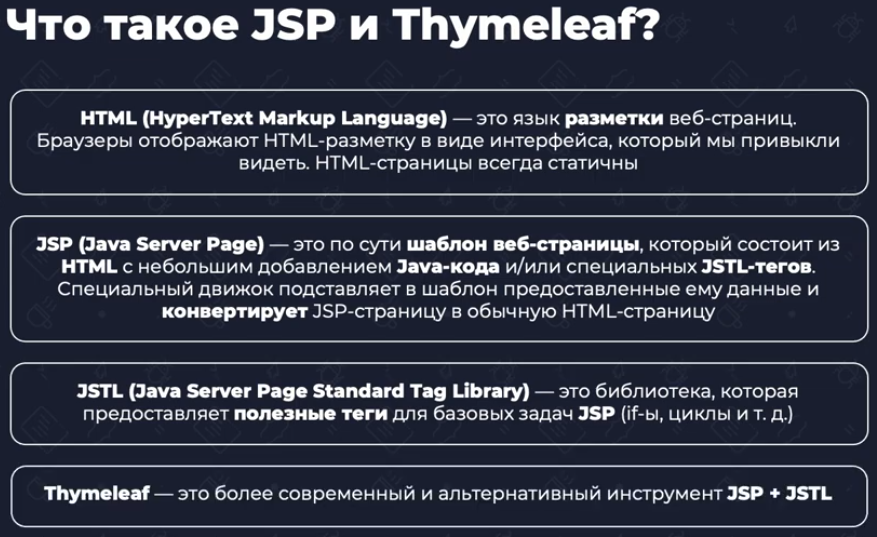 Что такое JSP и Thymeleaf?
HTML (HyperText Markup Language) — это язык разметки веб-страниц.
Браузеры отображают HTML-разметку в виде интерфейса, который мы привыкли
видеть. HTML-страницы всегда статичны
JSP (Java Server Page) — это по сути шаблон веб-страницы, который состоит из
HTML с небольшим добавлением Java-кода и/или специальных JSTL-тегов.
Специальный движок подставляет в шаблон предоставленные ему данные и
конвертирует JSP-страницу в обычную HTML-страницу
JSTL (Java Server Page Standard Tag Library) — это библиотека, которая
предоставляет полезные теги для базовых задач JSP (if-ы, циклы и т. д.)
Thymeleaf — это более современный и альтернативный инструмент JSP + JSTL